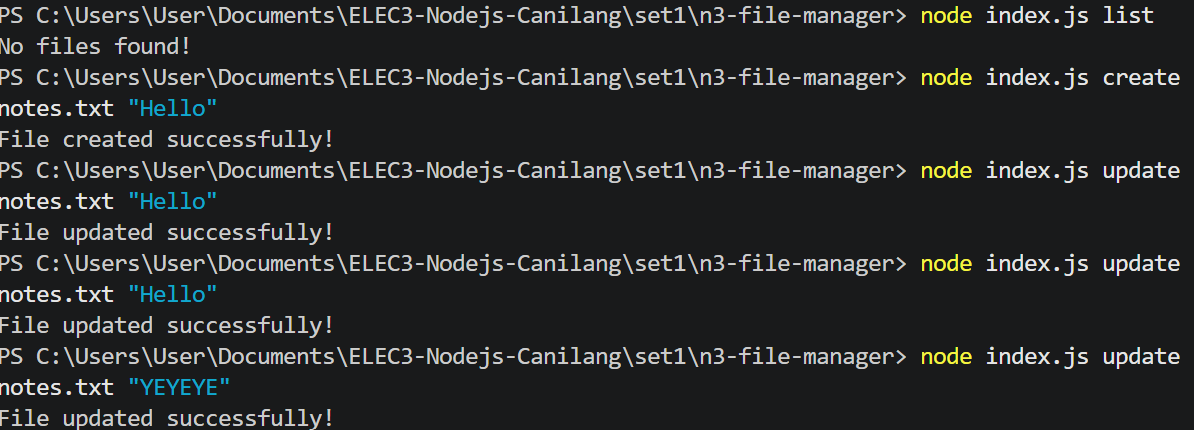 PS C:\Users\User\Documents\ELEC3-Nodejs-Canilang\set1\n3-file-manager> node index.js list
No files found!
PS C:\Users\User\Documents\ELEC3-Nodejs-Canilang\set1\n3-file-manager> node index.js create
notes.txt "Hello"
File created successfully!
PS C:\Users\User\Documents\ELEC3-Nodejs-Canilang\set1\n3-file-manager> node index.js update
notes.txt "Hello"
File updated successfully!
PS C:\Users\User\Documents\ELEC3-Nodejs-Canilang\set1\n3-file-manager> node index.js update
notes.txt "Hello"
File updated successfully!
PS C:\Users\User\Documents\ELEC3-Nodejs-Canilang\set1\n3-file-manager> node index.js update
notes.txt "YEYEYE"
File updated successfully!